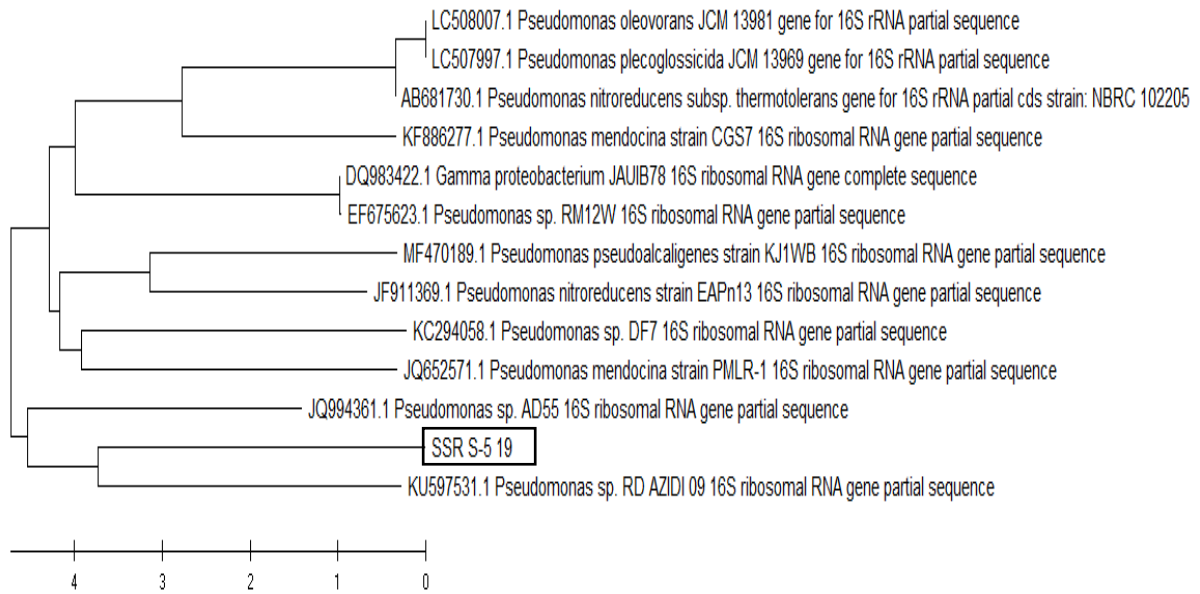 LC508007.1 Pseudomonas oleovorans JCM 13981 gene for 16S rRNA partial sequence
LC507997.1 Pseudomonas plecoglossicida JCM 13969 gene for 16S rRNA partial sequence
AB681730.1 Pseudomonas nitroreducens subsp. thermotolerans gene for 16S rRNA partial cds strain: NBRC 102205
KF886277.1 Pseudomonas mendocina strain CGS7 16S ribosomal RNA gene partial sequence
DQ983422.1 Gamma proteobacterium JAUIB78 16S ribosomal RNA gene complete sequence
EF675623.1 Pseudomonas sp. RM12W 16S ribosomal RNA gene partial sequence
MF470189.1 Pseudomonas pseudoalcaligenes strain KJ1WB 16S ribosomal RNA gene partial sequence
JF911369.1 Pseudomonas nitroreducens strain EAPn13 16S ribosomal RNA gene partial sequence
KC294058.1 Pseudomonas sp. DF7 16S ribosomal RNA gene partial sequence
JQ652571.1 Pseudomonas mendocina strain PMLR-1 16S ribosomal RNA gene partial sequence
JQ994361.1 Pseudomonas sp. AD55 16S ribosomal RNA gene partial sequence
SSR S-5 19
KU597531.1 Pseudomonas sp. RD AZIDI 09 16S ribosomal RNA gene partial sequence
4 3 2 1 0